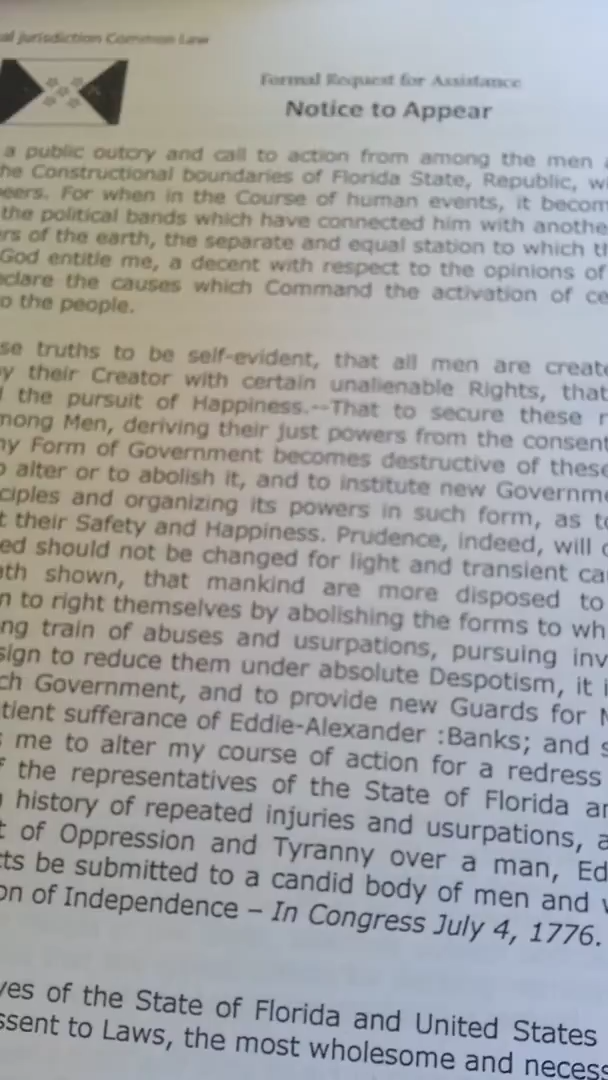 al jurisdiction Common Law
Formal Request for Assistance
Notice to Appear
a public outcry and call to action from among the men
he Constructional boundaries of Florida State, Republic,
eers. For when in the Course of human events, it becom
the political bands which have connected him with anothe
rs of the earth, the separate and equal station to which th
God entitle me, a decent with respect to the opinions of
clare the causes which Command the activation of ce
o the people.
se truths to be self-evident, that all men are create
y their Creator with certain unalienable Rights, that
the pursuit of Happiness.--That to secure these r
mong Men, deriving their just powers from the consent
ny Form of Government becomes destructive of these
o alter or to abolish it, and to institute new Governme
ciples and organizing its powers in such form, as to
t their Safety and Happiness. Prudence, indeed, will
ed should not be changed for light and transient cau
ath shown, that mankind are more disposed to
n to right themselves by abolishing the forms to wh
ng train of abuses and usurpations, pursuing inv
sign to reduce them under absolute Despotism, it i
ch Government, and to provide new Guards for
tient sufferance of Eddie-Alexander :Banks; and s
s me to alter my course of action for a redress
f the representatives of the State of Florida an
history of repeated injuries and usurpations, a
t of Oppression and Tyranny over a man, Ed
cts be submitted to a candid body of men and w
on of Independence – In Congress July 4, 1776.
ves of the State of Florida and United States
ssent to Laws, the most wholesome and necess